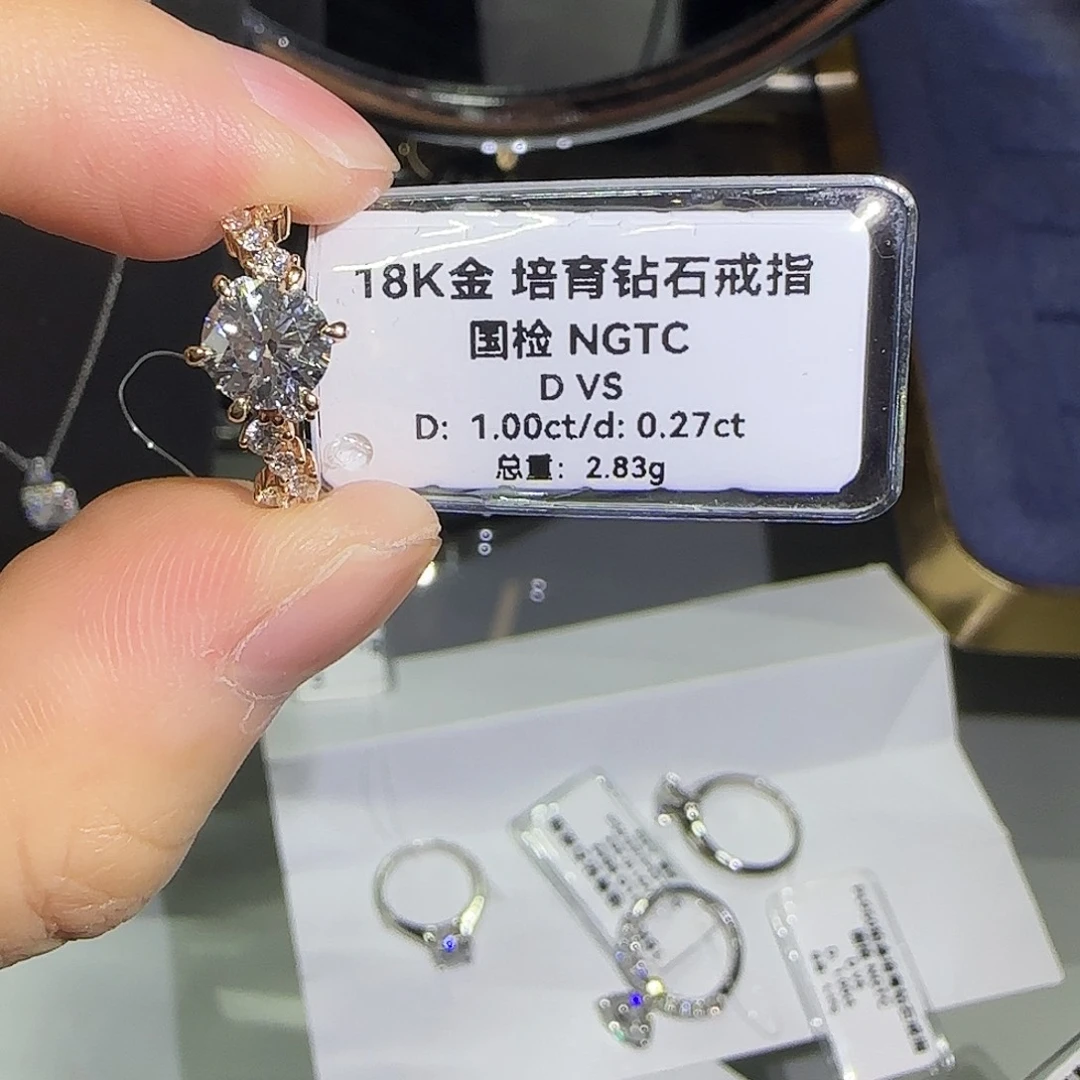 18K金 培育钻石戒指
国检 NGTC
D VS
D: 1.00ct/d: 0.27ct
总重: 2.83g